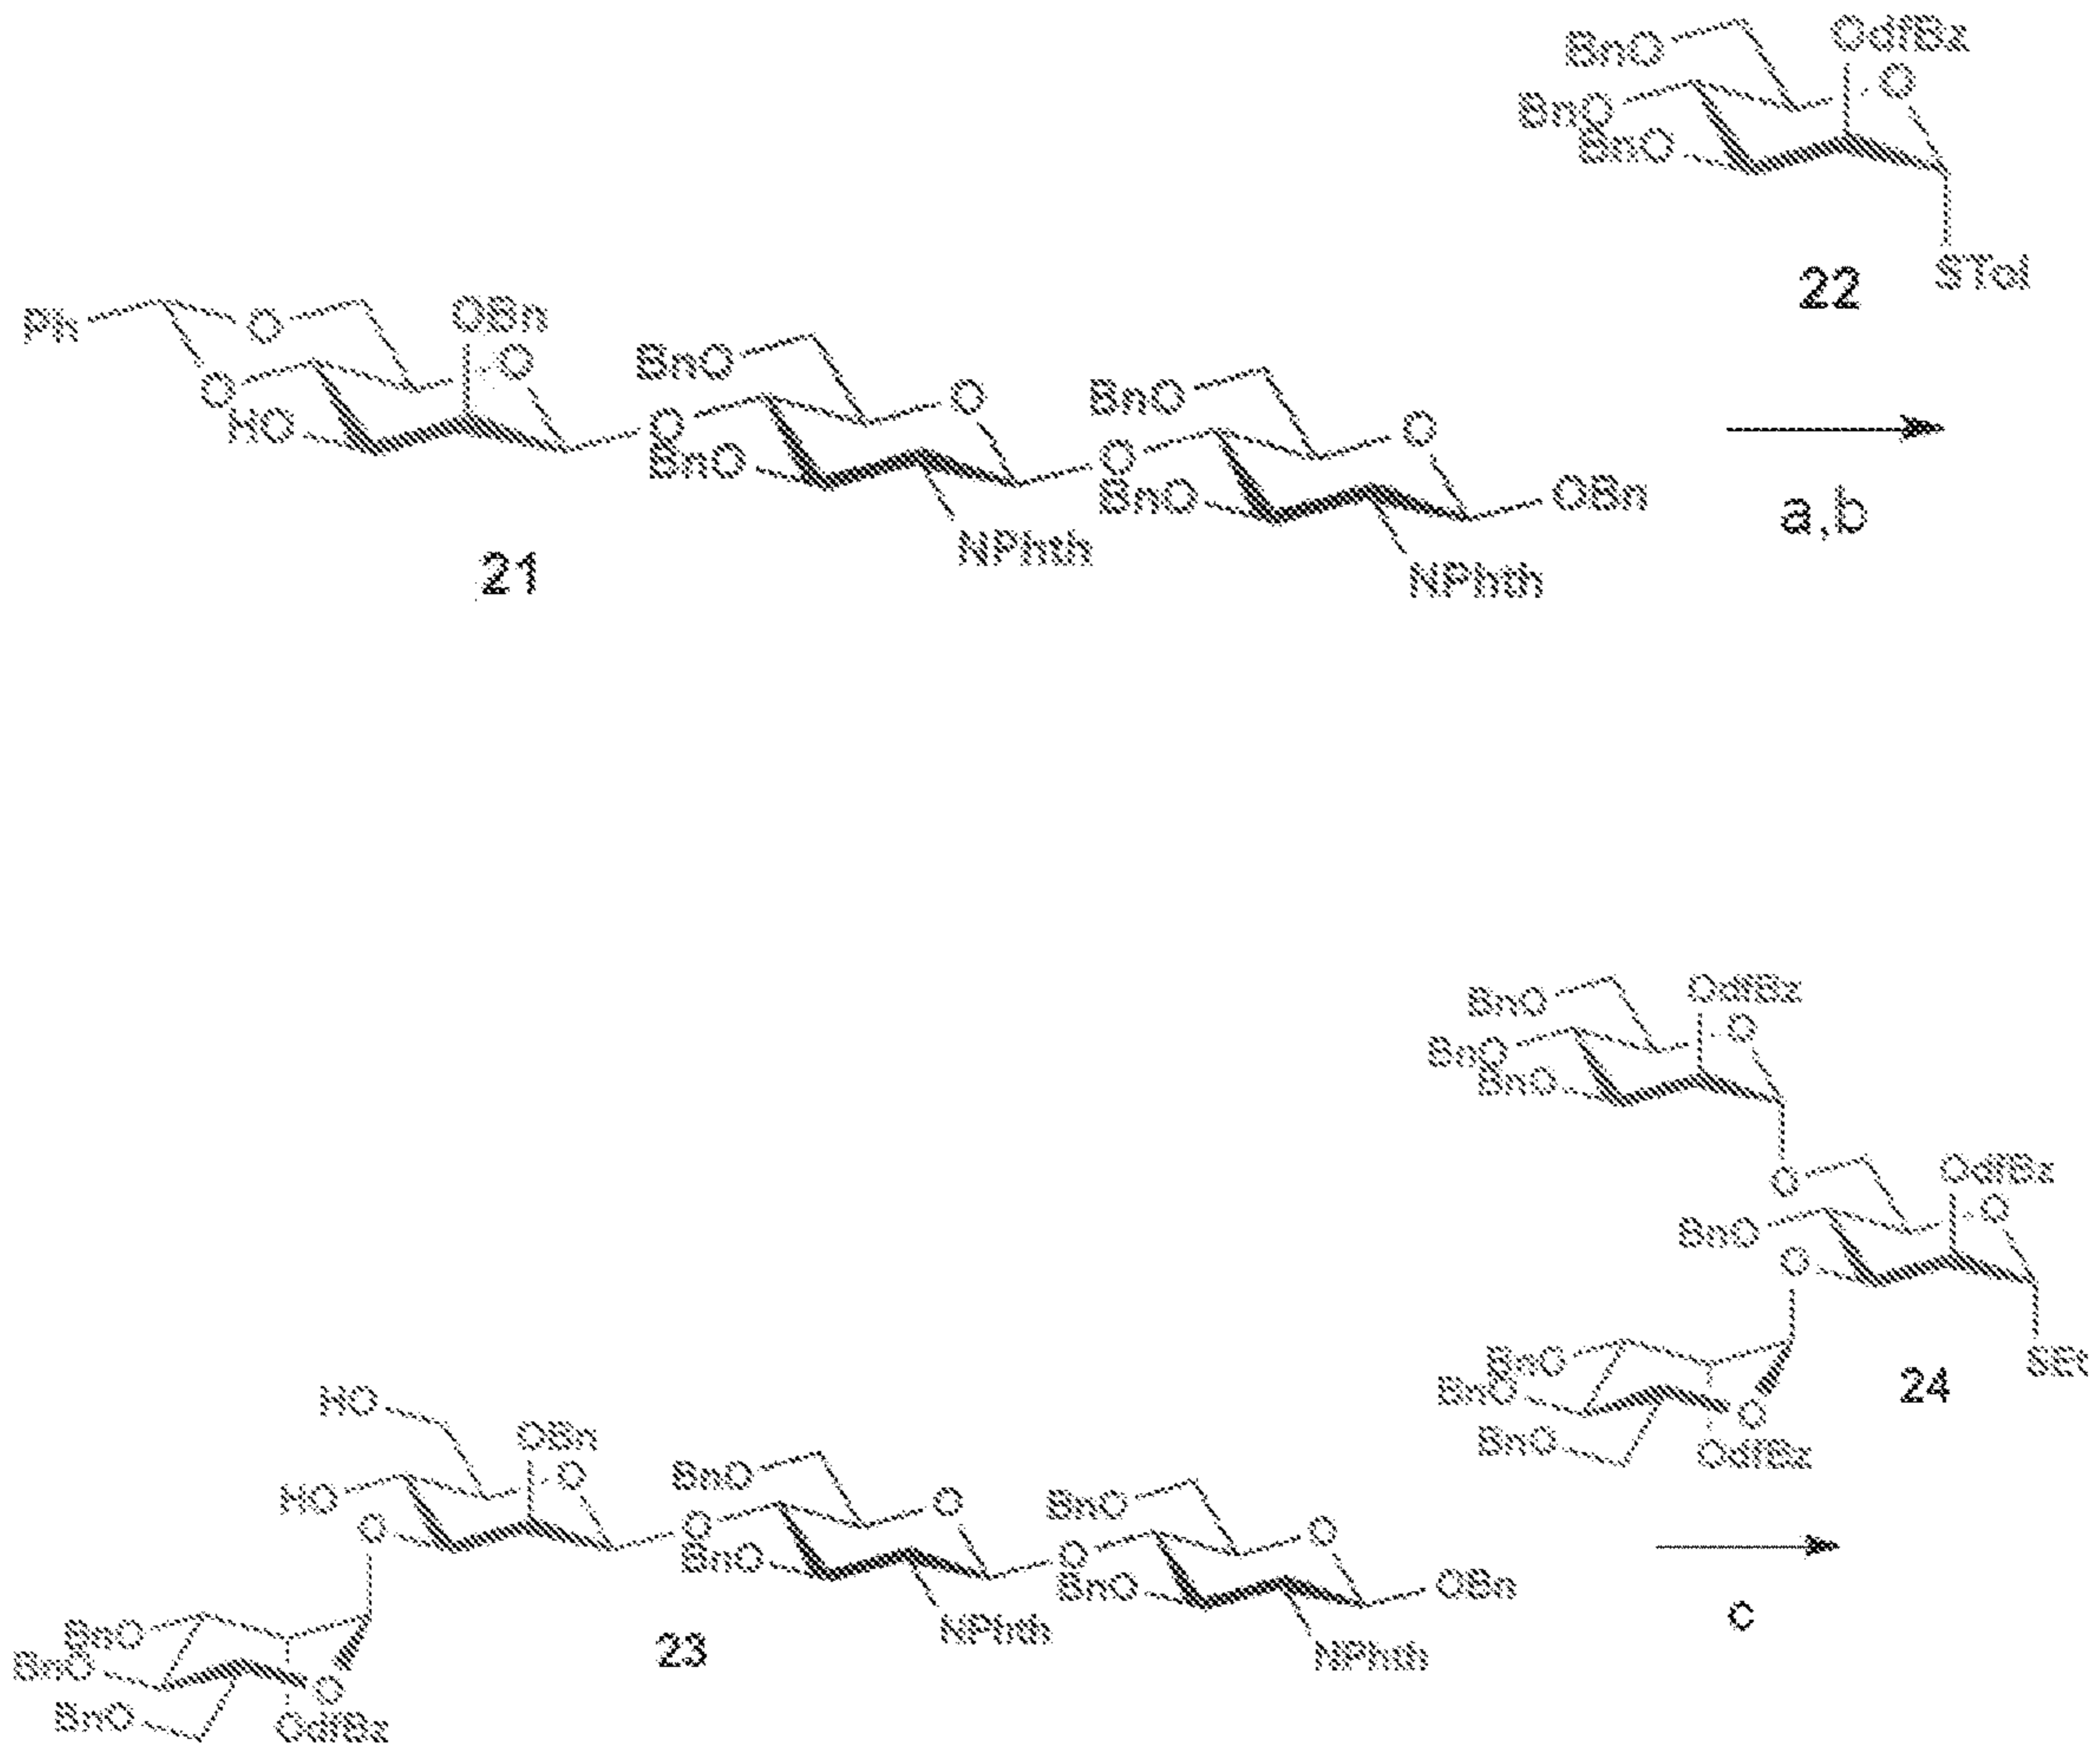 BnO OdfBz
O
BnO
BnO
STol
22
Ph O OBn
O
O
HO
BnO O
O
BnO
NPhth
BnO O
O
BnO OBn
NPhth
21
a,b
BnO OdfBz
O
BnO
BnO
O OdfBz
O
BnO
O
SEt
BnO
BnO
O
BnO OdfBz
24
HO OBn
O
HO
O
BnO O
O
BnO
NPhth
BnO O
O
BnO OBn
NPhth
BnO
BnO
O
BnO OdfBz
23
c